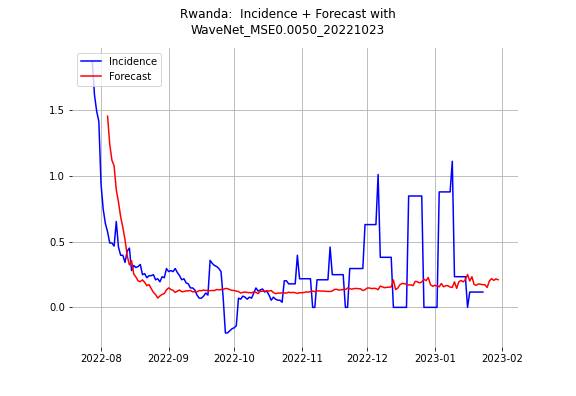 Rwanda:  Incidence + Forecast with
WaveNet_MSE0.0050_20221023
Incidence
Forecast
1.5
1.0
0.5
0.0
2022-08
2022-09
2022-10
2022-11
2022-12
2023-01
2023-02